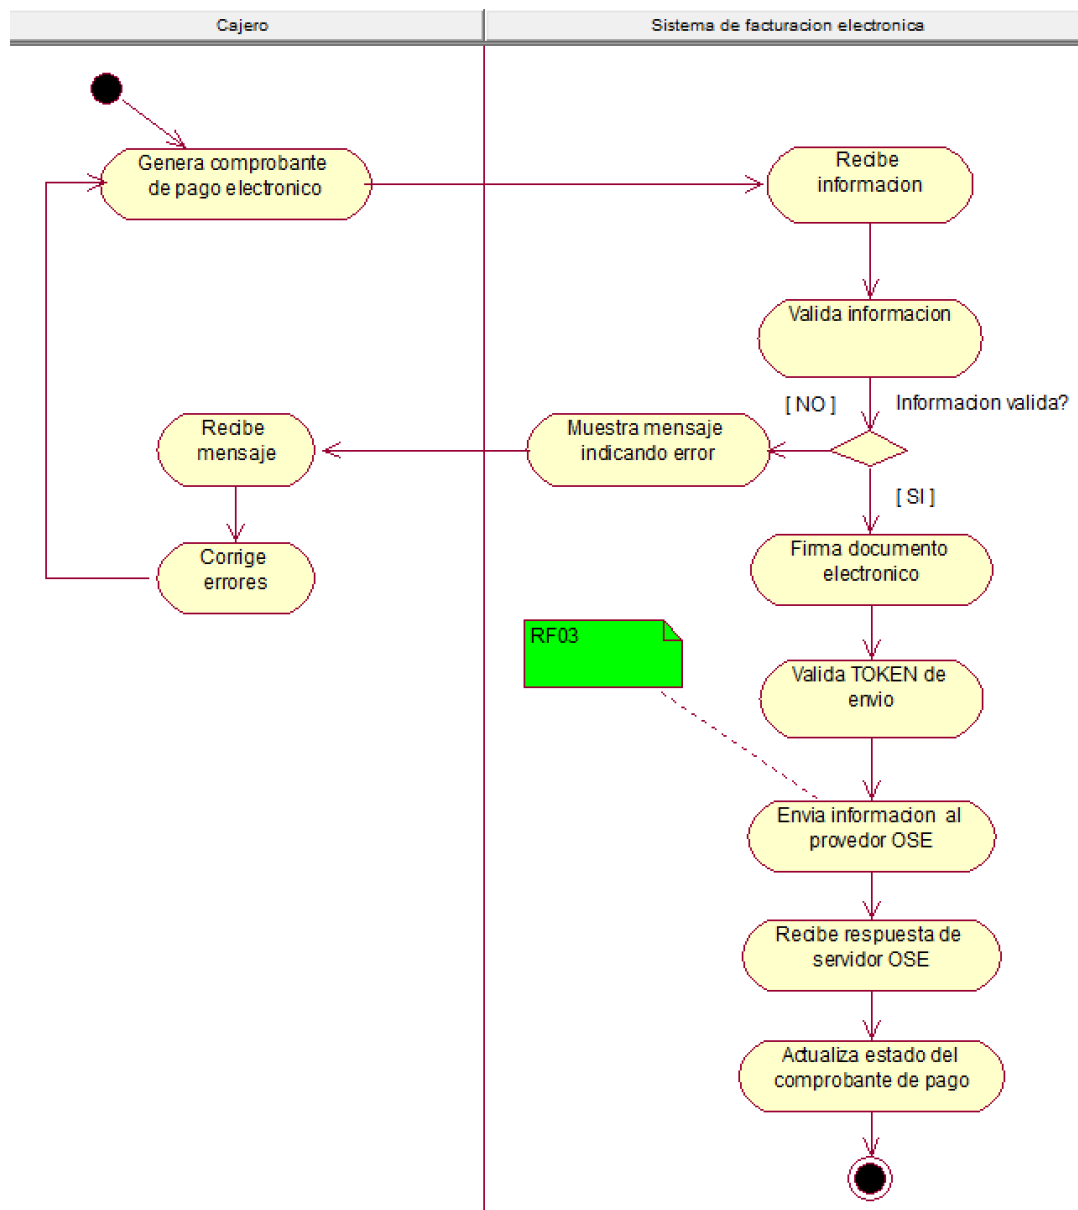 Cajero
Sistema de facturacion electronica
Genera comprobante
de pago electronico
Recibe
informacion
Valida informacion
[ NO ]
Informacion valida?
Muestra mensaje
indicando error
Recibe
mensaje
[ SI ]
Corrige
errores
Firma documento
electronico
RF03
Valida TOKEN de
envio
Envia informacion al
provedor OSE
Recibe respuesta de
servidor OSE
Actualiza estado del
comprobante de pago